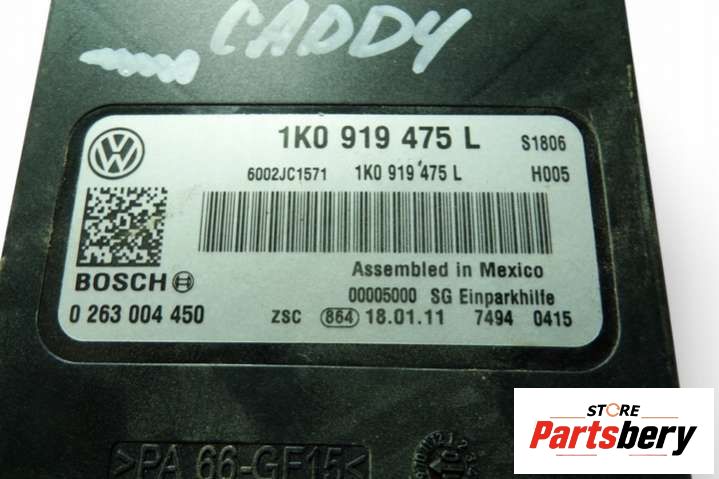 CADDY
1K0 919 475 L S1806
6002JC1571 1K0 919 475 L H005
BOSCH
Assembled in Mexico
00005000 SG Einparkhilfe
0 263 004 450 ZSC 864 18.01.11 7494 0415
>PA 66-GF15<
STORE
Partsbery